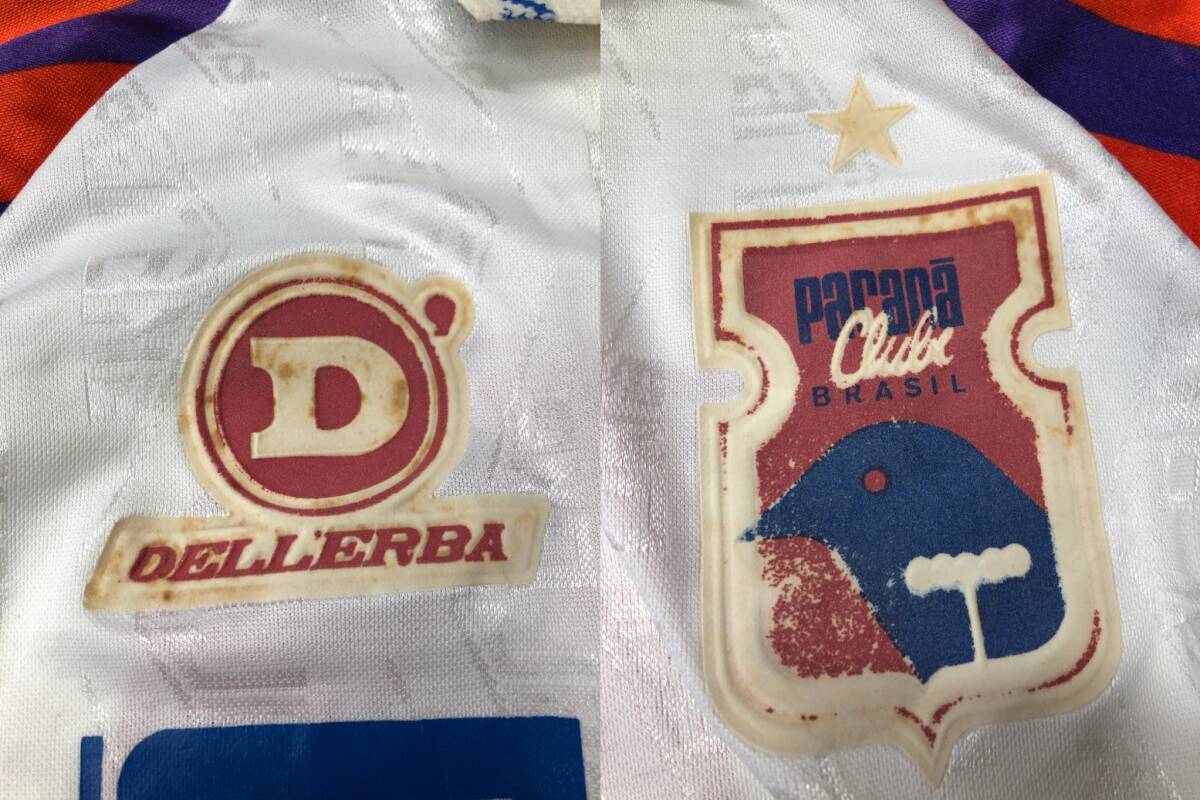 D'
DELL'ERBA
Paraná
Clube
BRASIL